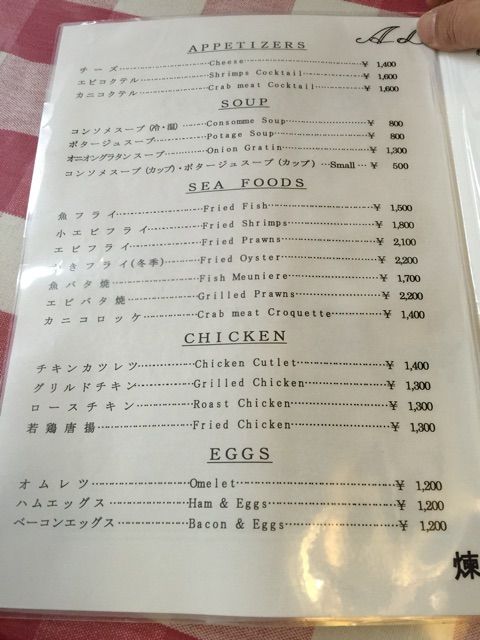 Ad
APPETIZERS
チーズ Cheese ¥ 1,400
エビコクテル Shrimps Cocktail ¥ 1,600
カニコクテル Crab meat Cocktail ¥ 1,600
SOUP
コンソメスープ(冷・温) Consomme Soup ¥ 800
ポタージュスープ Potage Soup ¥ 800
オニオングラタンスープ Onion Gratin ¥ 1,300
コンソメスープ(カップ)・ポタージュスープ(カップ) Small ¥ 500
SEA FOODS
魚フライ Fried Fish ¥ 1,500
小エビフライ Fried Shrimps ¥ 1,800
エビフライ Fried Prawns ¥ 2,100
かきフライ(冬季) Fried Oyster ¥ 2,200
魚バタ焼 Fish Meuniere ¥ 1,700
エビバタ焼 Grilled Prawns ¥ 2,200
カニコロッケ Crab meat Croquette ¥ 1,400
CHICKEN
チキンカツレツ Chicken Cutlet ¥ 1,400
グリルドチキン Grilled Chicken ¥ 1,300
ロースチキン Roast Chicken ¥ 1,300
若鶏唐揚 Fried Chicken ¥ 1,300
EGGS
オムレツ Omelet ¥ 1,200
ハムエッグス Ham & Eggs ¥ 1,200
ベーコンエッグス Bacon & Eggs ¥ 1,200
煉